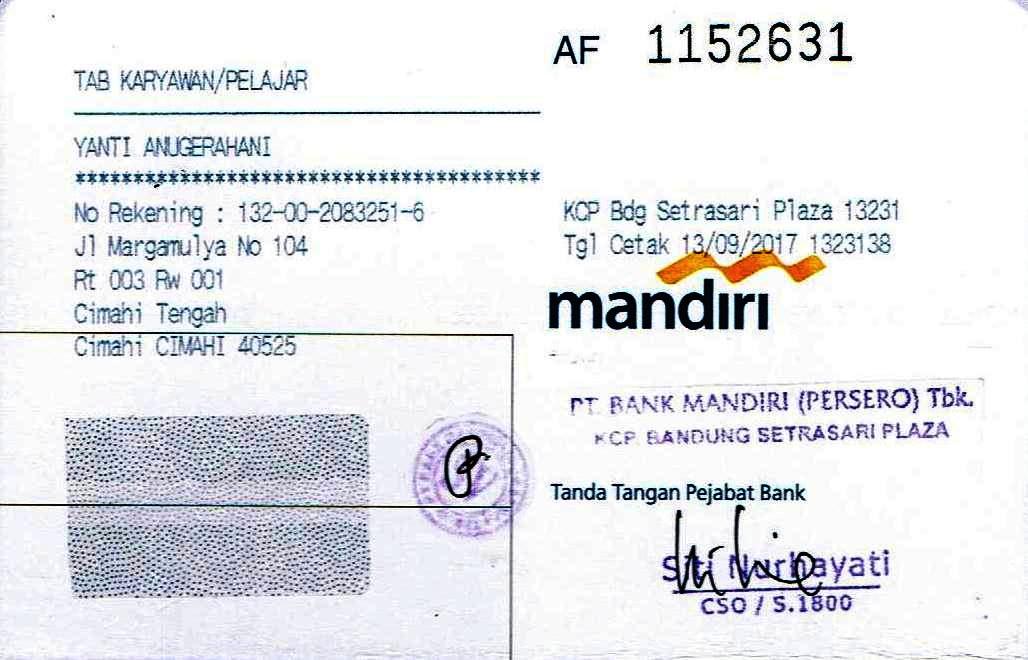 AF 1152631
TAB KARYAWAN/PELAJAR
YANTI ANUGERAHANI
****************************************
No Rekening : 132-00-2083251-6
Jl Margamulya No 104
Rt 003 Rw 001
Cimahi Tengah
Cimahi CIMAHI 40525
KCP Bdg Setrasari Plaza 13231
Tgl Cetak 13/09/2017 1323138
mandiri
PT. BANK MANDIRI (PERSERO) Tbk.
KCP. BANDUNG SETRASARI PLAZA
Tanda Tangan Pejabat Bank
Siti Nurhayati
CSO / S.1800